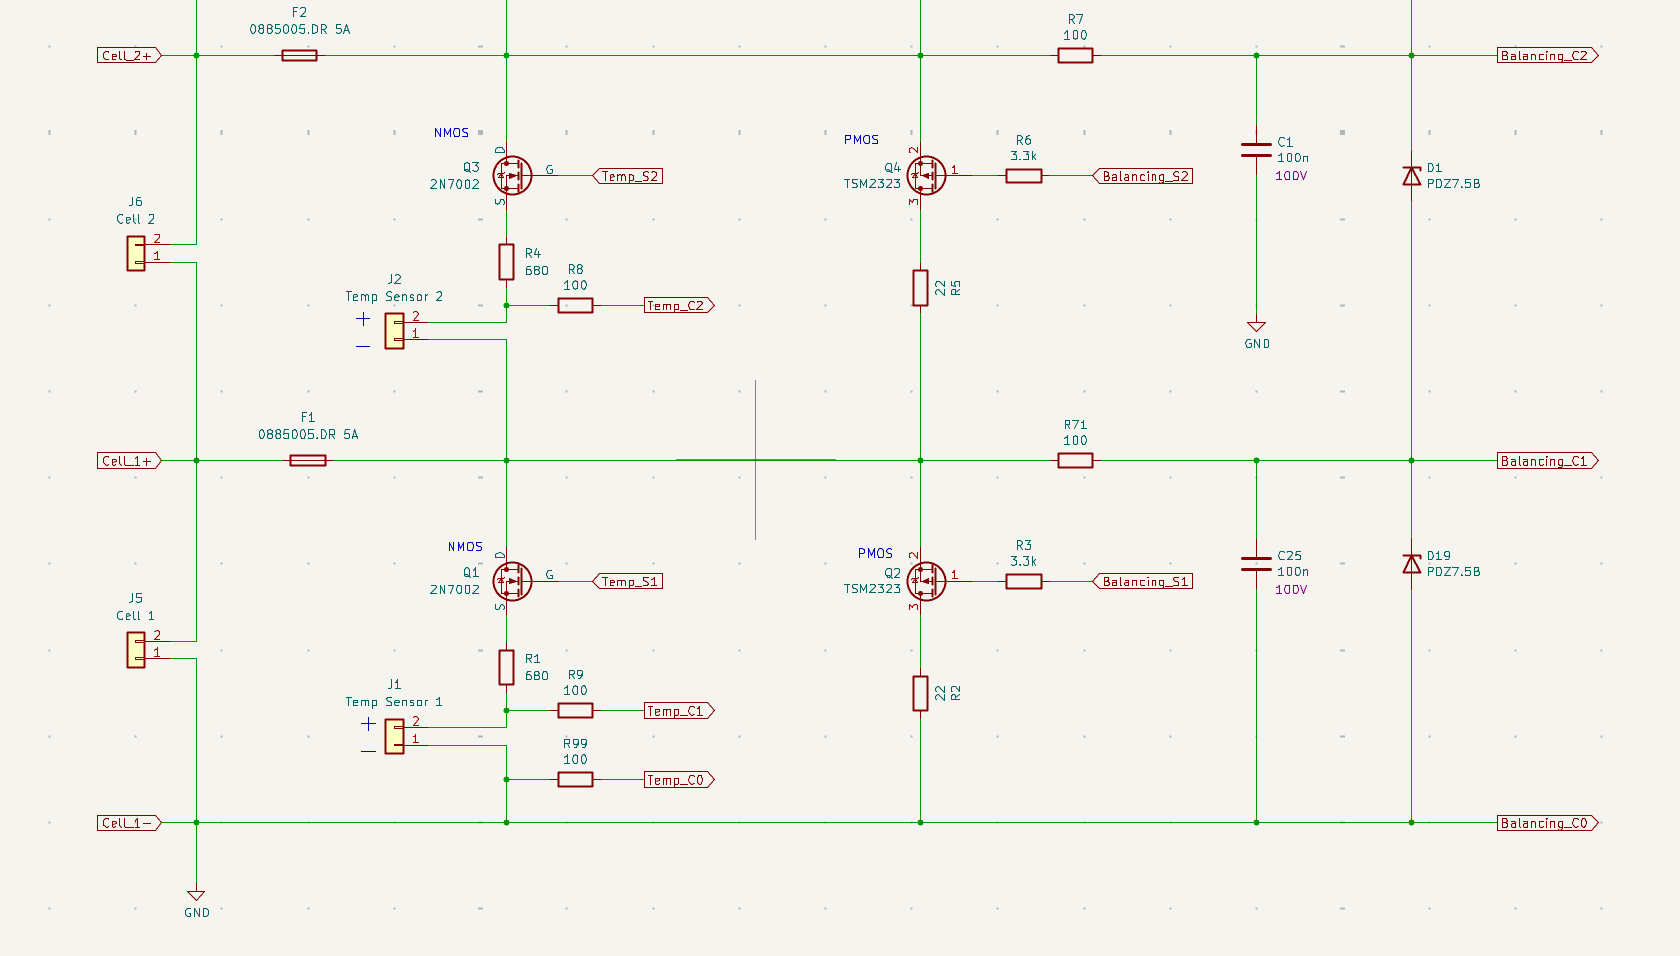 F2
0885005.DR 5A
R7
100
Cell_2+
Balancing_C2
NMOS
D
Q3
2N7002
G
Temp_S2
S
PMOS
2
Q4
TSM2323
1
R6
3.3k
Balancing_S2
3
C1
100n
100V
D1
PDZ7.5B
J6
Cell 2
2
1
R4
680
R8
100
Temp_C2
J2
Temp Sensor 2
+
2
1
—
22
R5
GND
F1
0885005.DR 5A
R71
100
Cell_1+
Balancing_C1
NMOS
D
Q1
2N7002
G
Temp_S1
S
PMOS
2
Q2
TSM2323
1
R3
3.3k
Balancing_S1
3
C25
100n
100V
D19
PDZ7.5B
J5
Cell 1
2
1
R1
680
R9
100
Temp_C1
J1
Temp Sensor 1
+
2
1
—
R99
100
Temp_C0
22
R2
Cell_1-
Balancing_C0
GND